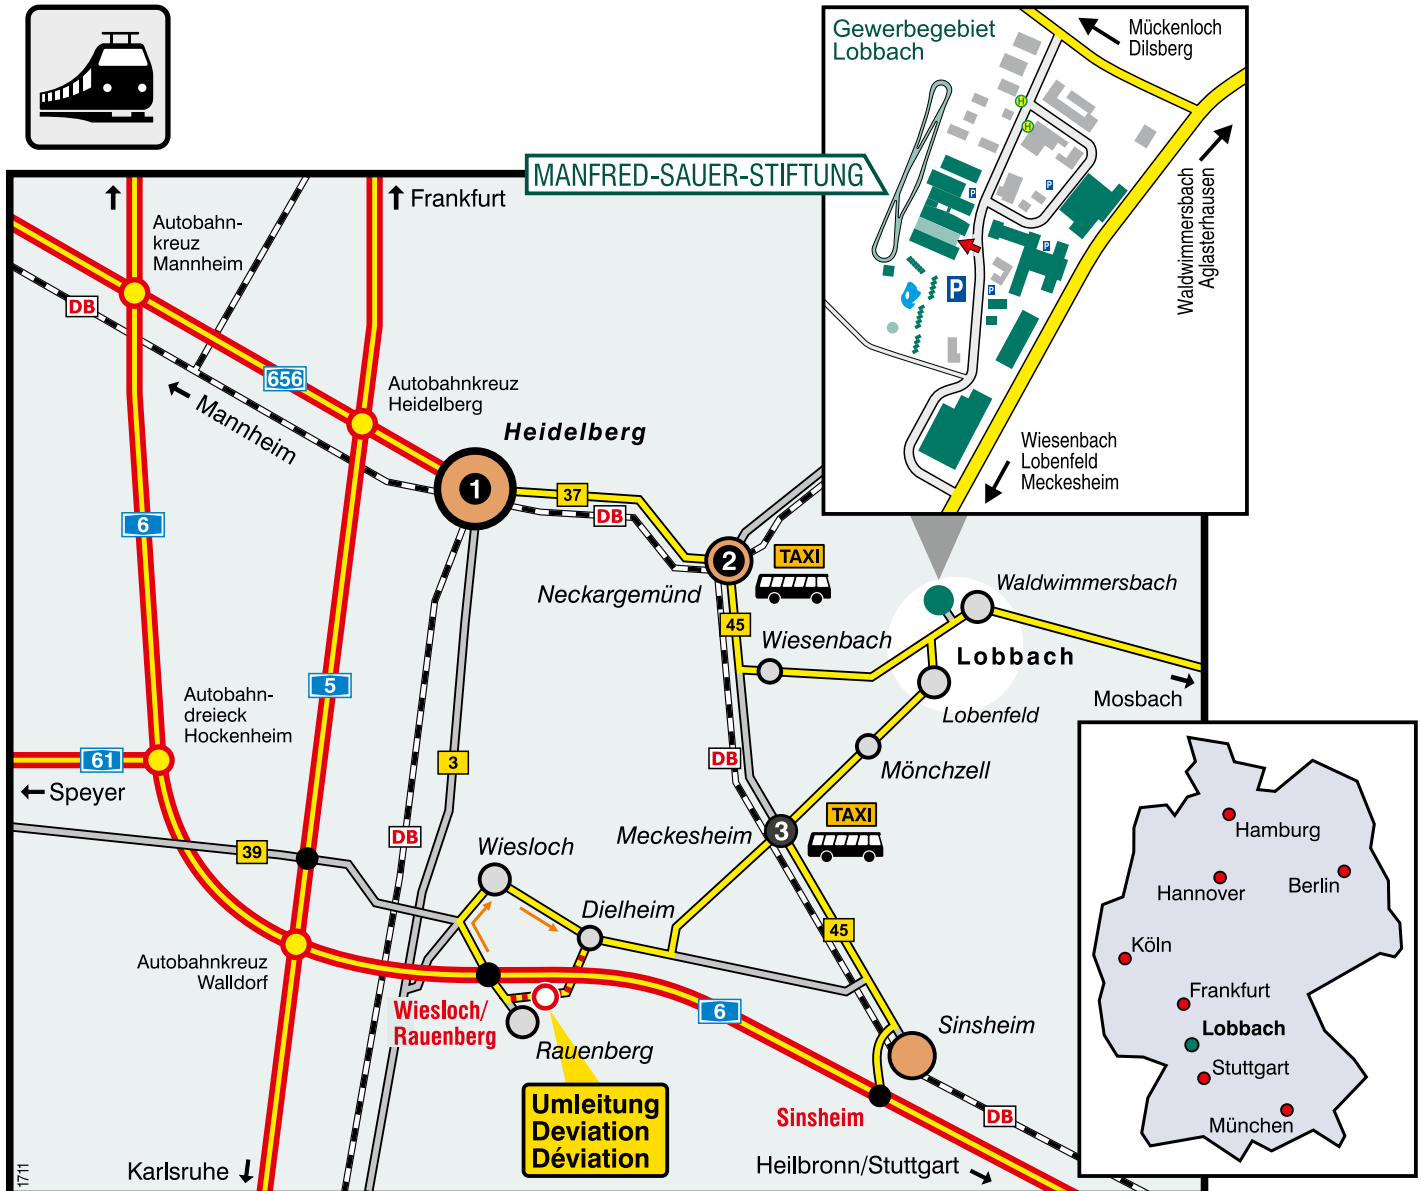 Gewerbegebiet
Lobbach
Mückenloch
Dilsberg
H
H
P
P
P
P
P
Waldwimmersbach
Aglasterhausen
Wiesenbach
Lobenfeld
Meckesheim
MANFRED-SAUER-STIFTUNG
Frankfurt
Autobahn-
kreuz
Mannheim
DB
656
Autobahnkreuz
Heidelberg
Mannheim
Heidelberg
1
37
DB
6
2
TAXI
Neckargemünd
45
Wiesenbach
Waldwimmersbach
Lobbach
Mosbach
Lobenfeld
5
Autobahn-
dreieck
Hockenheim
61
Speyer
3
DB
Mönchzell
DB
39
Wiesloch
Meckesheim
3
TAXI
Dielheim
45
Autobahnkreuz
Walldorf
Wiesloch/
Rauenberg
Rauenberg
6
Sinsheim
Umleitung
Deviation
Déviation
Sinsheim
DB
Karlsruhe
Heilbronn/Stuttgart
1711
Hamburg
Hannover
Berlin
Köln
Frankfurt
Lobbach
Stuttgart
München